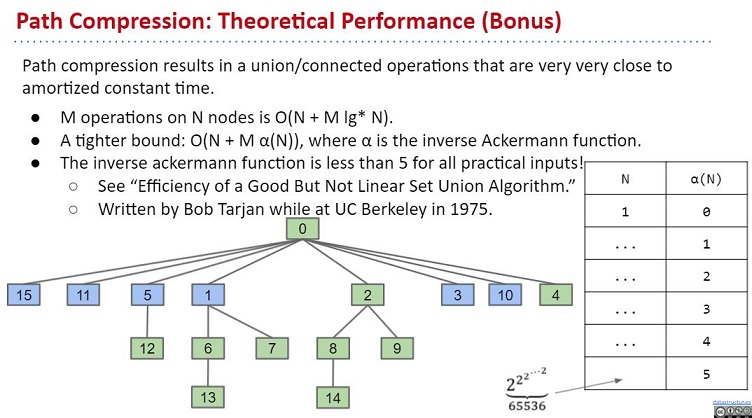 Path Compression: Theoretical Performance (Bonus)
Path compression results in a union/connected operations that are very very close to
amortized constant time.
● M operations on N nodes is O(N + M lg* N).
● A tighter bound: O(N + M α(N)), where α is the inverse Ackermann function.
● The inverse ackermann function is less than 5 for all practical inputs!
○ See “Efficiency of a Good But Not Linear Set Union Algorithm.”
○ Written by Bob Tarjan while at UC Berkeley in 1975.
N α(N)
1 0
... 1
... 2
... 3
... 4
5
0
15 11 5 1 2 3 10 4
12 6 7 8 9
13 14
2^2^2^⋰^2
65536
datastructur.es